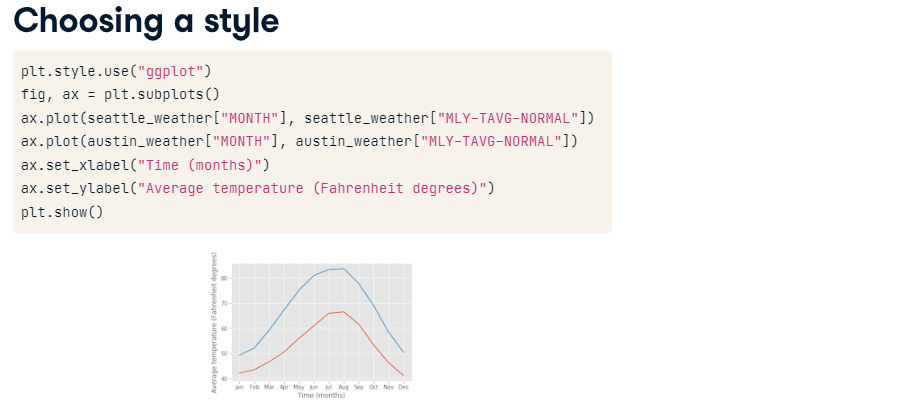 Choosing a style
plt.style.use("ggplot")
fig, ax = plt.subplots()
ax.plot(seattle_weather["MONTH"], seattle_weather["MLY-TAVG-NORMAL"])
ax.plot(austin_weather["MONTH"], austin_weather["MLY-TAVG-NORMAL"])
ax.set_xlabel("Time (months)")
ax.set_ylabel("Average temperature (Fahrenheit degrees)")
plt.show()
Average temperature (Fahrenheit degrees)
80
70
60
50
40
Jan Feb Mar Apr May Jun Jul Aug Sep Oct Nov Dec
Time (months)